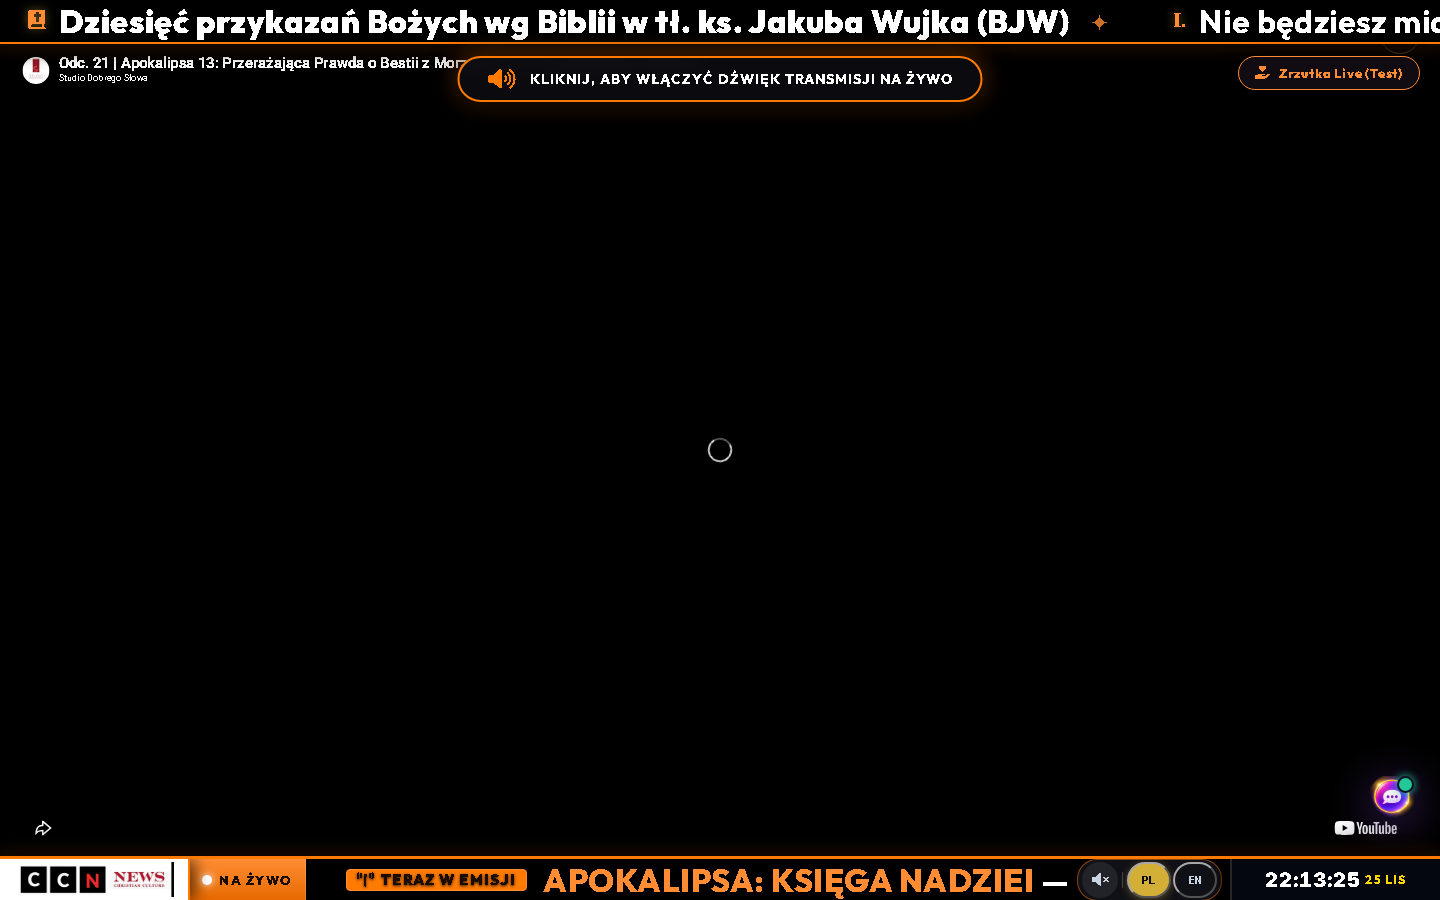 Dziesięć przykazań Bożych wg Biblii w tł. ks. Jakuba Wujka (BJW) ✦ I. Nie będziesz mi
Odc. 21 | Apokalipsa 13: Przerażająca Prawda o Bestii z
Studio Dobrego Słowa
KLIKNIJ, ABY WŁĄCZYĆ DŹWIĘK TRANSMISJI NA ŻYWO
Zrzutka Live (Test)
YouTube
CCN NEWS
CHRISTIAN CULTURE
NA ŻYWO
TERAZ W EMISJI
APOKALIPSA: KSIĘGA NADZIEI —
PL
EN
22:13:25 25 LIS